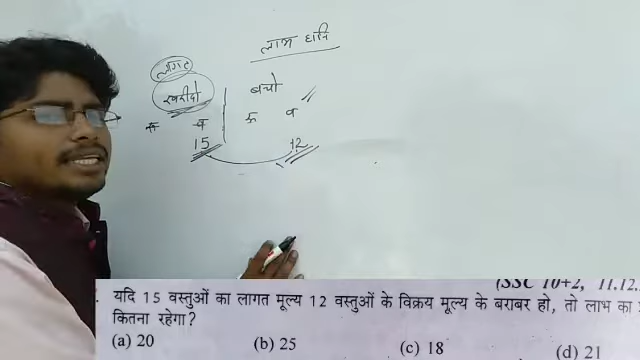 लाभ हानि
लागत
खरीदो बेचो
क व क व
15 12
(SSC 10+2, 11.12.
यदि 15 वस्तुओं का लागत मूल्य 12 वस्तुओं के विक्रय मूल्य के बराबर हो, तो लाभ का
कितना रहेगा?
(a) 20 (b) 25 (c) 18 (d) 21